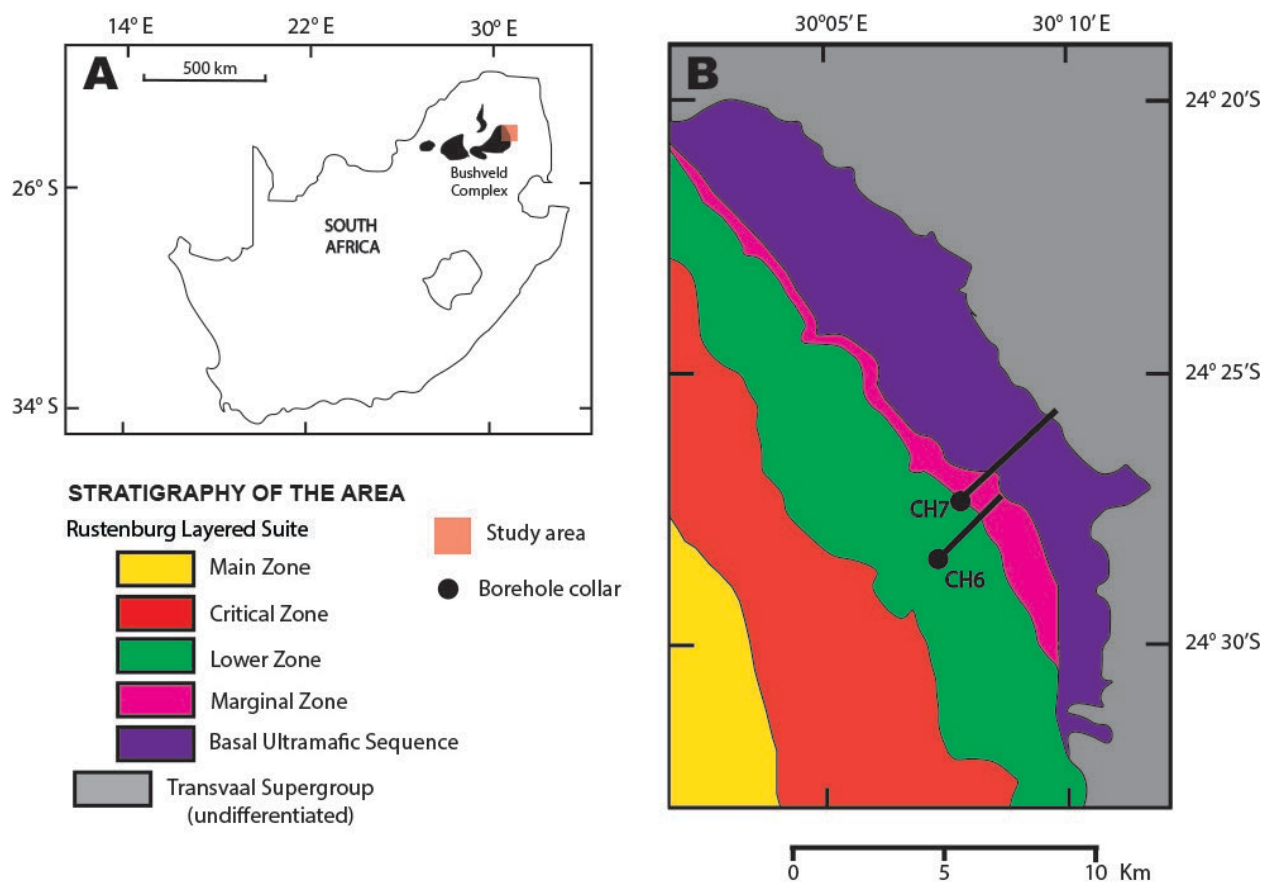 14° E
22° E
30° E
500 km
A
26° S
34° S
Bushveld
Complex
SOUTH
AFRICA
30°05' E
30° 10' E
B
24° 20'S
24° 25'S
24° 30'S
CH7
CH6
0
5
10
Km
STRATIGRAPHY OF THE AREA
Rustenburg Layered Suite
Main Zone
Critical Zone
Lower Zone
Marginal Zone
Basal Ultramafic Sequence
Transvaal Supergroup
(undifferentiated)
Study area
Borehole collar